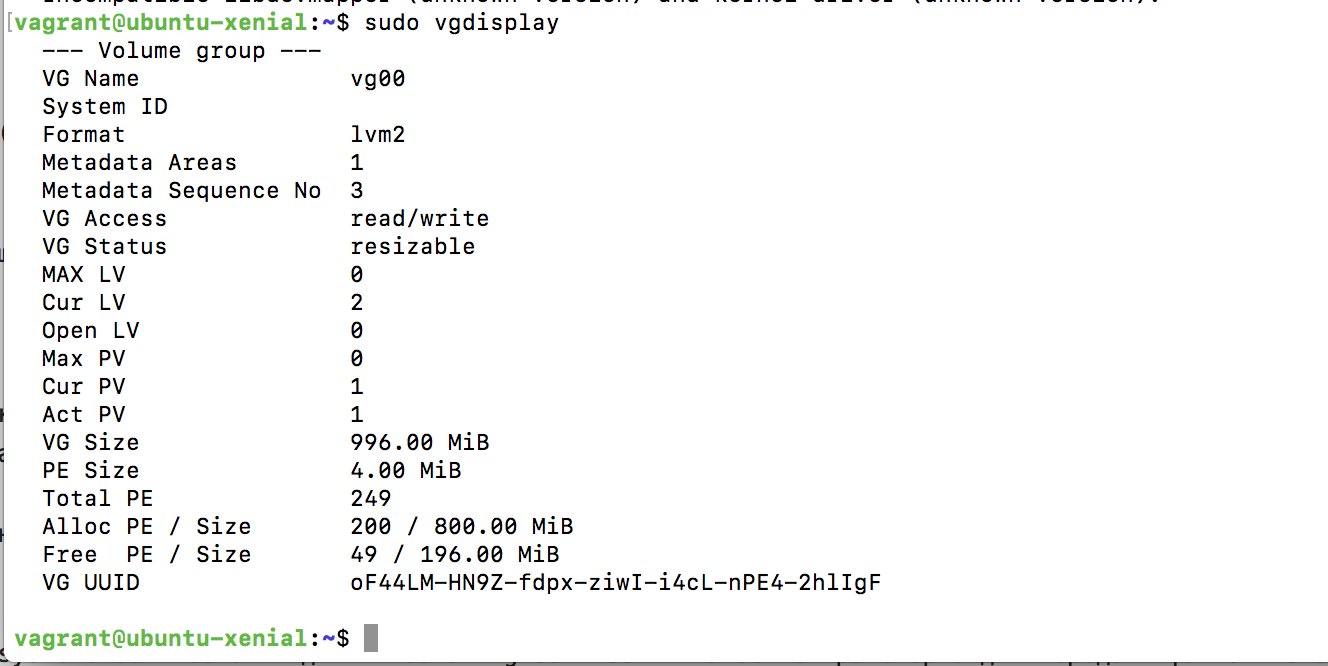 vagrant@ubuntu-xenial:~$ sudo vgdisplay
--- Volume group ---
VG Name vg00
System ID
Format lvm2
Metadata Areas 1
Metadata Sequence No 3
VG Access read/write
VG Status resizable
MAX LV 0
Cur LV 2
Open LV 0
Max PV 0
Cur PV 1
Act PV 1
VG Size 996.00 MiB
PE Size 4.00 MiB
Total PE 249
Alloc PE / Size 200 / 800.00 MiB
Free  PE / Size 49 / 196.00 MiB
VG UUID oF44LM-HN9Z-fdpx-ziwI-i4cL-nPE4-2hlIgF
vagrant@ubuntu-xenial:~$